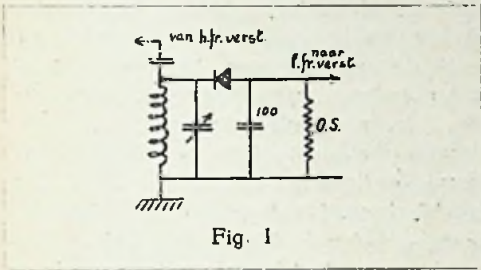 van h.fr. verst.
naar
l.fr. verst.
100
O.S.
Fig. 1